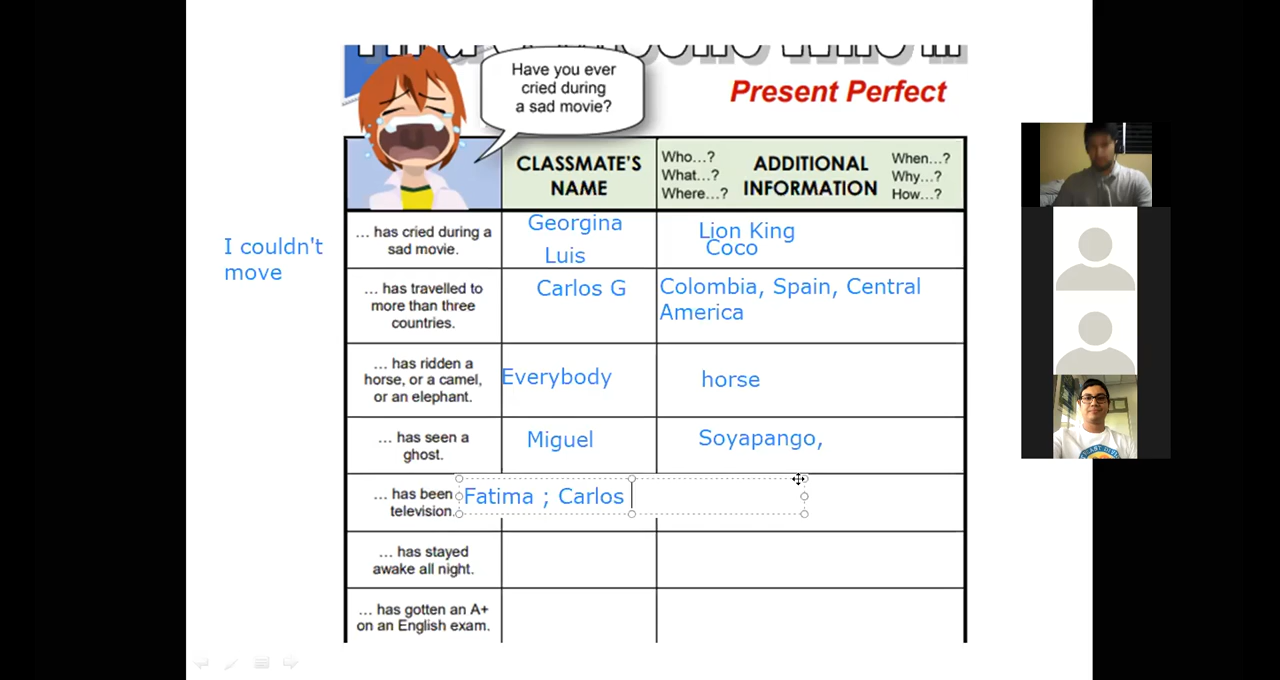 Have you ever
cried during
a sad movie?
Present Perfect
CLASSMATE'S
NAME
Who...?
What...?
Where...?
ADDITIONAL
INFORMATION
When...?
Why...?
How...?
I couldn't
move
... has cried during a
sad movie.
Georgina
Luis
Lion King
Coco
... has travelled to
more than three
countries.
Carlos G
Colombia, Spain, Central
America
... has ridden a
horse, or a camel,
or an elephant.
Everybody
horse
... has seen a
ghost.
Miguel
Soyapango,
... has been
television.
Fatima ; Carlos
... has stayed
awake all night.
... has gotten an A+
on an English exam.